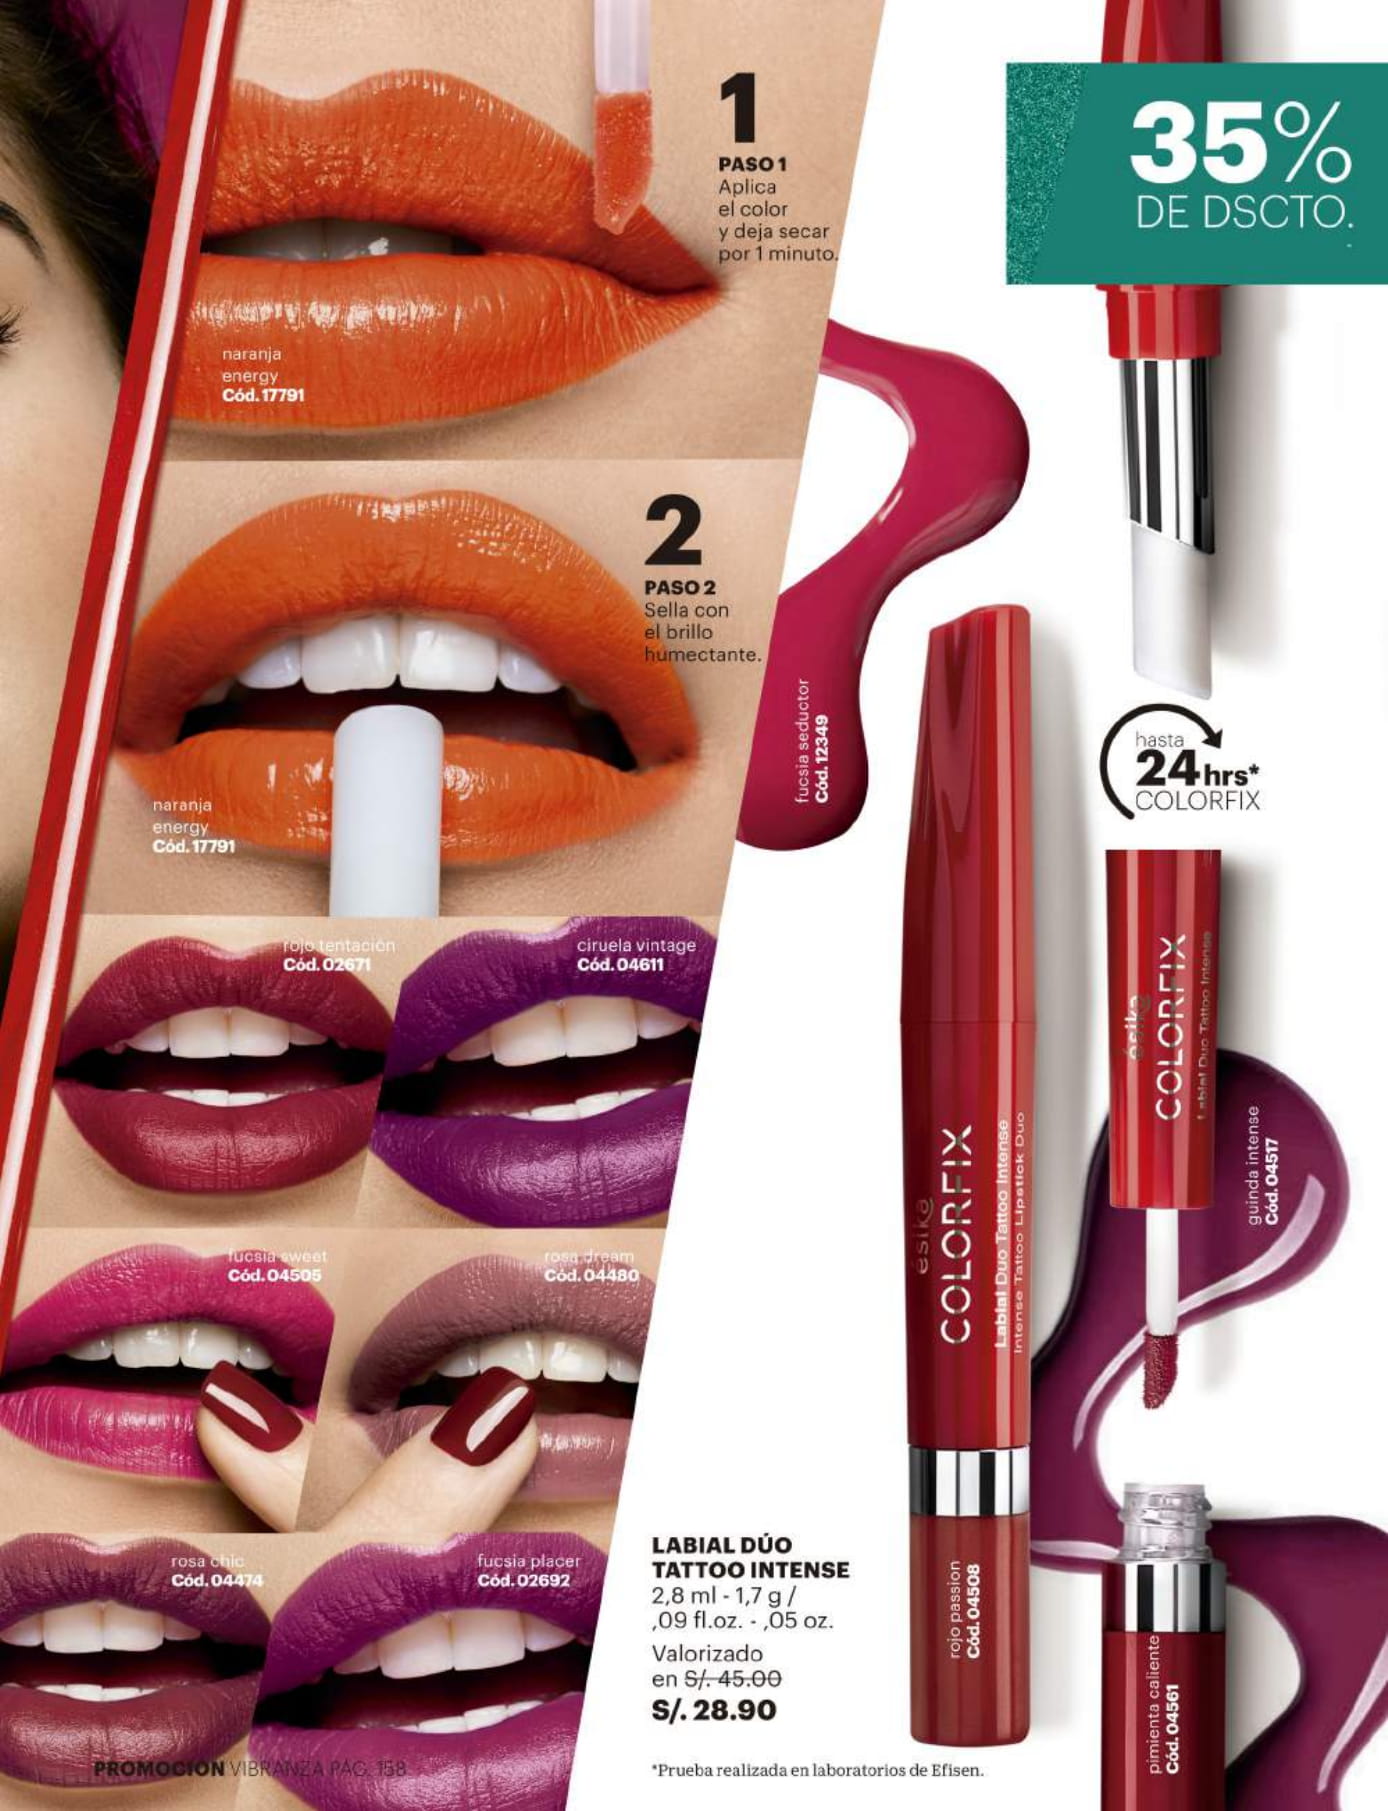 1
PASO 1
Aplica
el color
y deja secar
por 1 minuto.
35%
DE DSCTO.
naranja
energy
Cód. 17791
2
PASO 2
Sella con
el brillo
humectante.
naranja
energy
Cód. 17791
fucsia seductor
Cód. 12349
hasta
24hrs*
COLORFIX
rojo tentación
Cód. 02671
ciruela vintage
Cód. 04611
fucsia sweet
Cód. 04505
rosa dream
Cód. 04480
rosa chic
Cód. 04474
fucsia placer
Cód. 02692
ésika
COLORFIX
Labial Duo Tattoo Intense
Intense Tattoo Lipstick Duo
rojo passion
Cód. 04508
ésika
COLORFIX
Labial Duo Tattoo Intense
guinda intense
Cód. 04517
pimienta caliente
Cód. 04561
LABIAL DÚO
TATTOO INTENSE
2,8 ml - 1,7 g /
,09 fl.oz. - ,05 oz.
Valorizado
en S/. 45.00
S/. 28.90
*Prueba realizada en laboratorios de Efisen.
PROMOCION VIBRANZA PÁG. 158